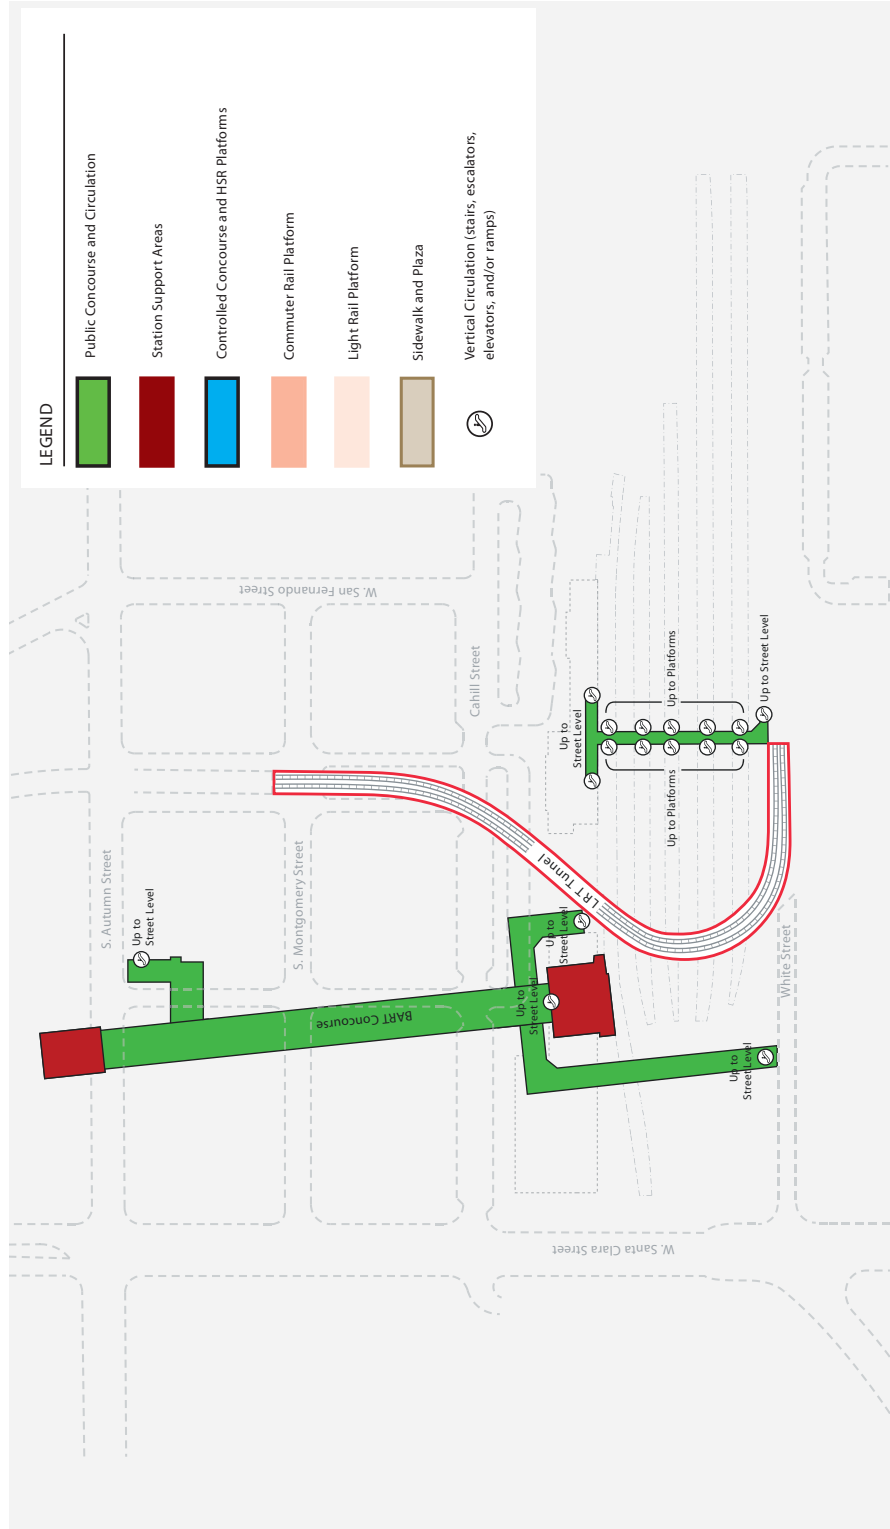 LEGEND
Public Concourse and Circulation
Station Support Areas
Controlled Concourse and HSR Platforms
Commuter Rail Platform
Light Rail Platform
Sidewalk and Plaza
Vertical Circulation (stairs, escalators,
elevators, and/or ramps)
W. San Fernando Street
Cahill Street
S. Autumn Street
S. Montgomery Street
White Street
W. Santa Clara Street
Up to
Street Level
Up to Platforms
Up to Platforms
Up to Street Level
LRT Tunnel
Up to
Street Level
Up to
Street Level
Up to
Street Level
BART Concourse
Up to
Street Level